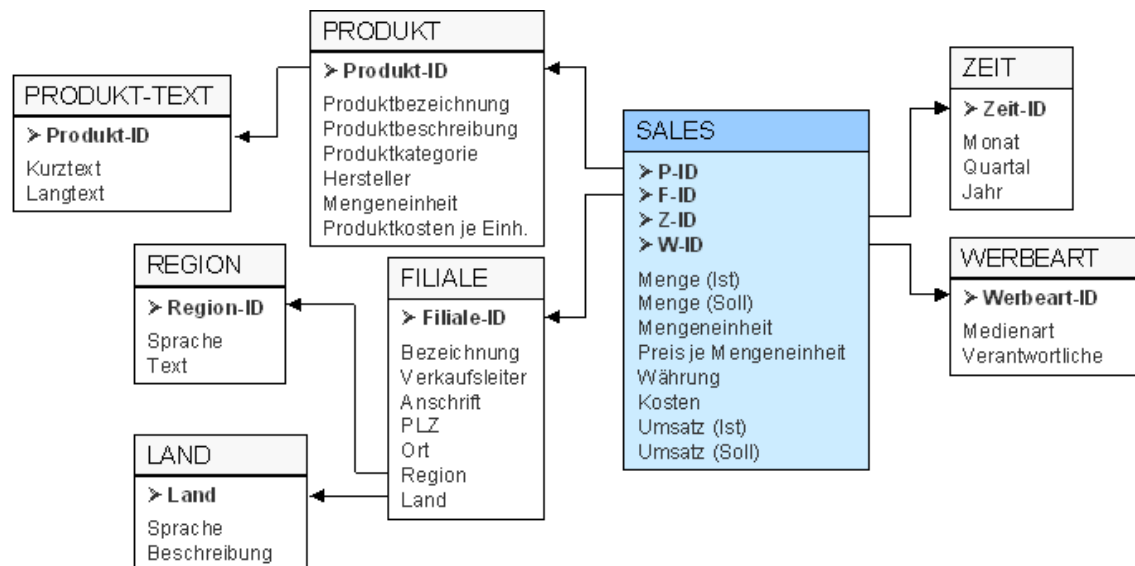 PRODUKT-TEXT
➢ Produkt-ID
Kurztext
Langtext
PRODUKT
➢ Produkt-ID
Produktbezeichnung
Produktbeschreibung
Produktkategorie
Hersteller
Mengeneinheit
Produktkosten je Einh.
REGION
➢ Region-ID
Sprache
Text
LAND
➢ Land
Sprache
Beschreibung
FILIALE
➢ Filiale-ID
Bezeichnung
Verkaufsleiter
Anschrift
PLZ
Ort
Region
Land
SALES
➢ P-ID
➢ F-ID
➢ Z-ID
➢ W-ID
Menge (Ist)
Menge (Soll)
Mengeneinheit
Preis je Mengeneinheit
Währung
Kosten
Umsatz (Ist)
Umsatz (Soll)
ZEIT
➢ Zeit-ID
Monat
Quartal
Jahr
WERBEART
➢ Werbeart-ID
Medienart
Verantwortliche